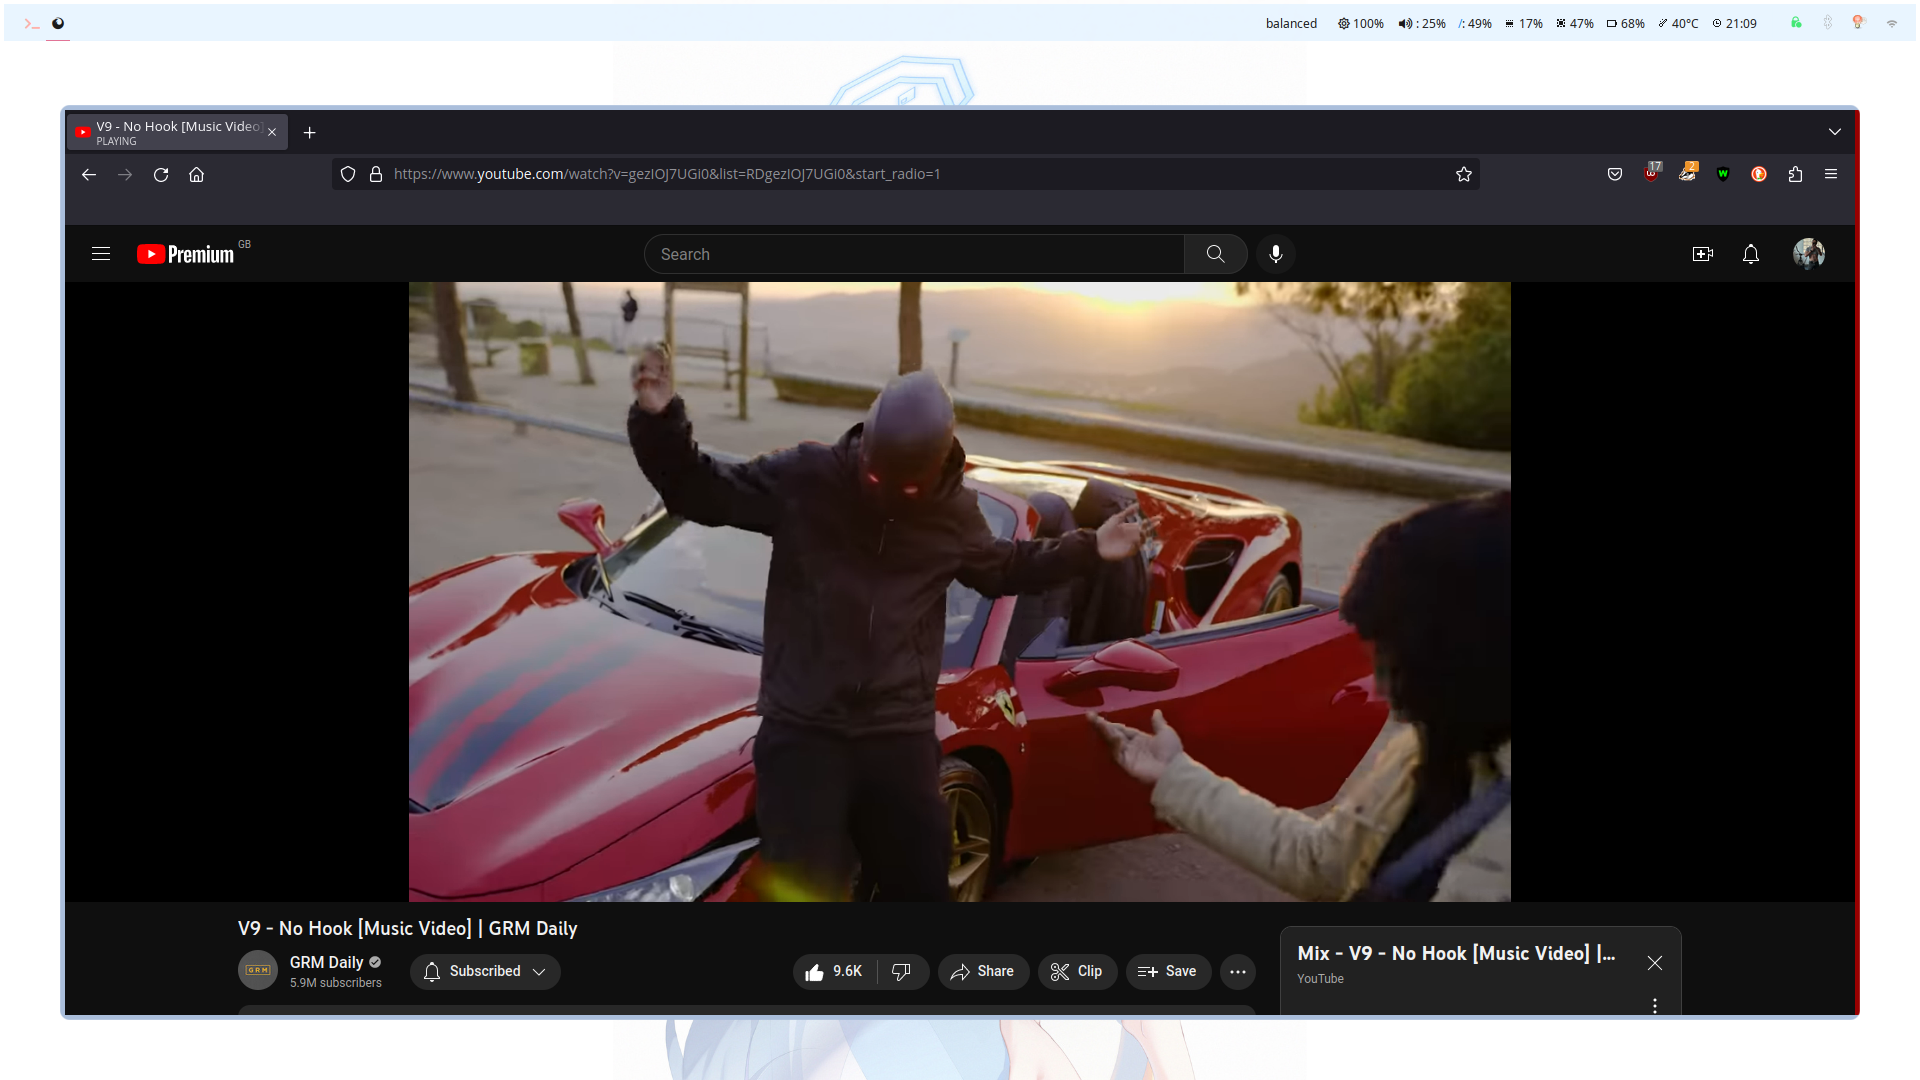 balanced 100% : 25% /: 49% 17% 47% 68% 40°C 21:09
V9 - No Hook [Music Video]
PLAYING
https://www.youtube.com/watch?v=gezIOJ7UGi0&list=RDgezIOJ7UGi0&start_radio=1
17
2
W
Premium GB
Search
V9 - No Hook [Music Video] | GRM Daily
GRM
GRM Daily
5.9M subscribers
Subscribed
9.6K
Share
Clip
Save
Mix - V9 - No Hook [Music Video] |...
YouTube